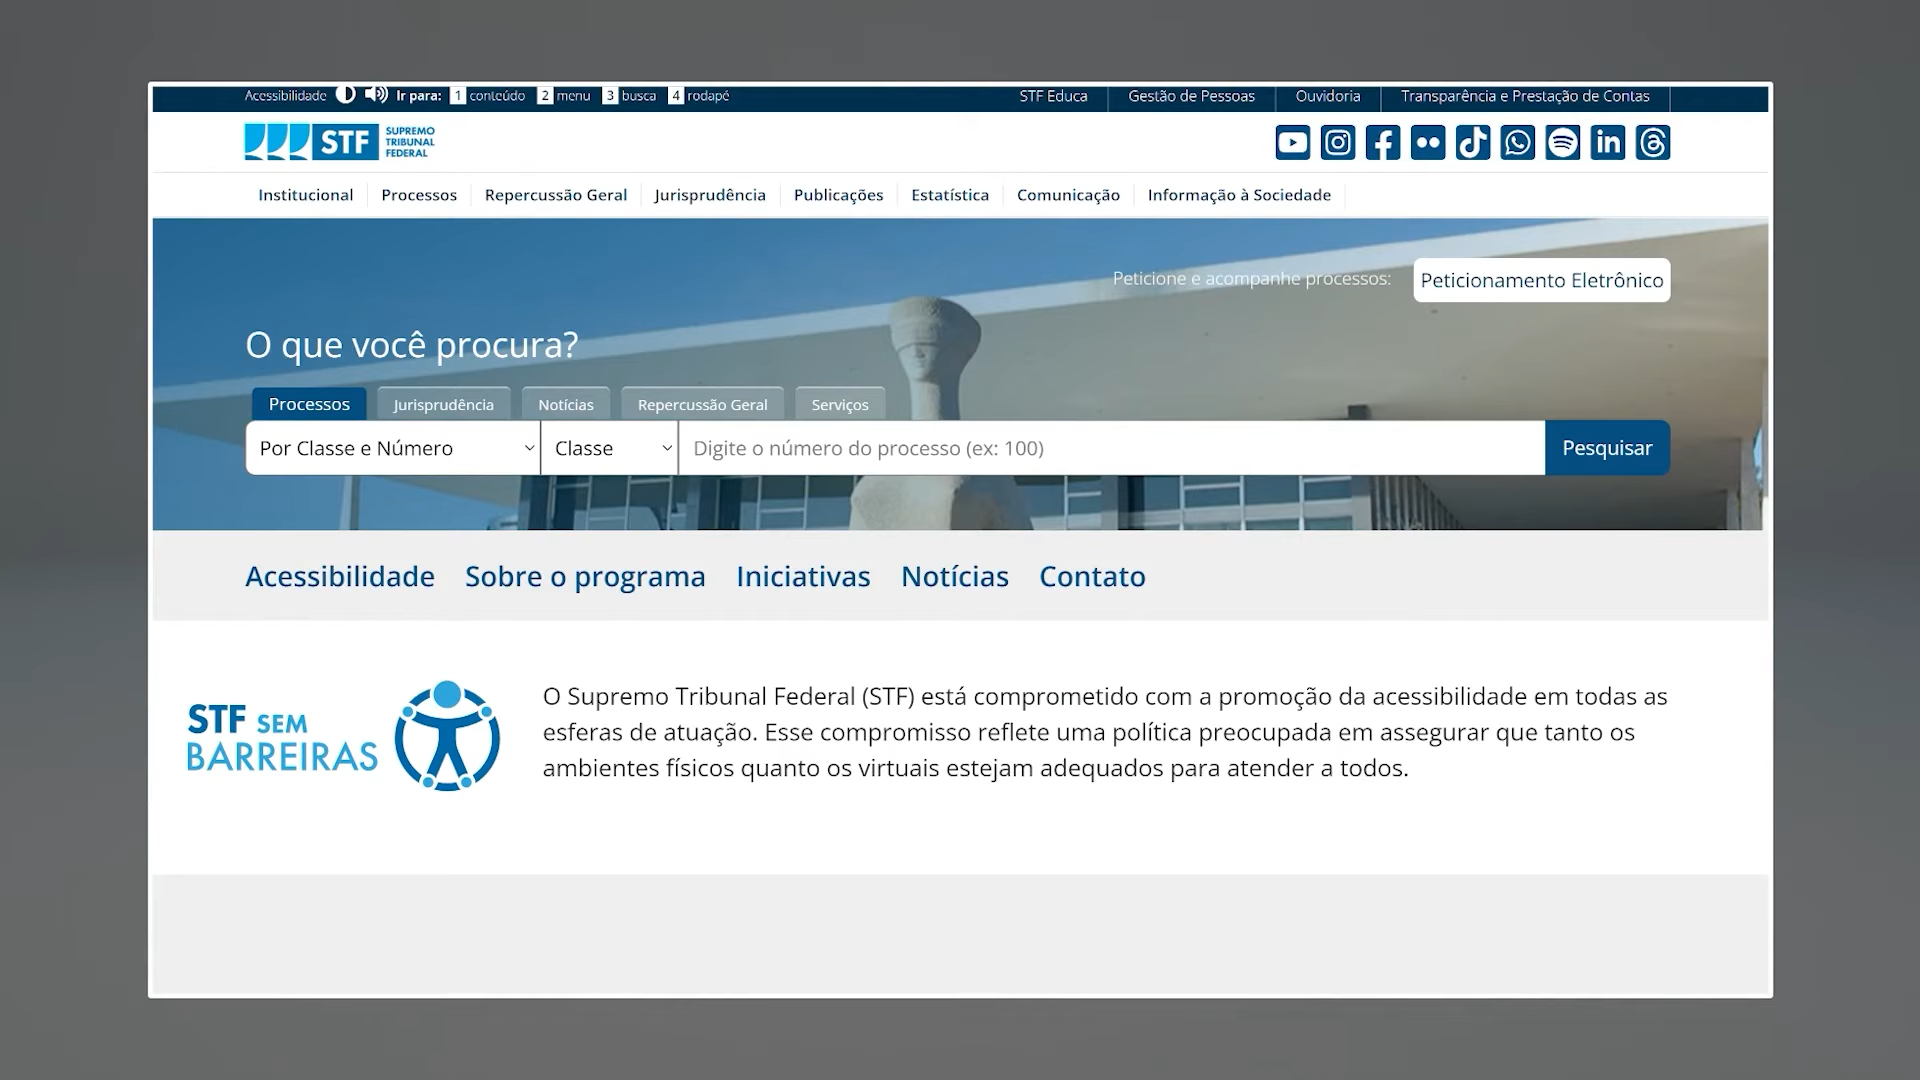 Acessibilidade Ir para: 1 conteúdo 2 menu 3 busca 4 rodapé
STF Educa Gestão de Pessoas Ouvidoria Transparência e Prestação de Contas
STF SUPREMO
TRIBUNAL
FEDERAL
Institucional Processos Repercussão Geral Jurisprudência Publicações Estatística Comunicação Informação à Sociedade
Peticione e acompanhe processos: Peticionamento Eletrônico
O que você procura?
Processos Jurisprudência Notícias Repercussão Geral Serviços
Por Classe e Número Classe Digite o número do processo (ex: 100) Pesquisar
Acessibilidade Sobre o programa Iniciativas Notícias Contato
STF SEM
BARREIRAS
O Supremo Tribunal Federal (STF) está comprometido com a promoção da acessibilidade em todas as
esferas de atuação. Esse compromisso reflete uma política preocupada em assegurar que tanto os
ambientes físicos quanto os virtuais estejam adequados para atender a todos.